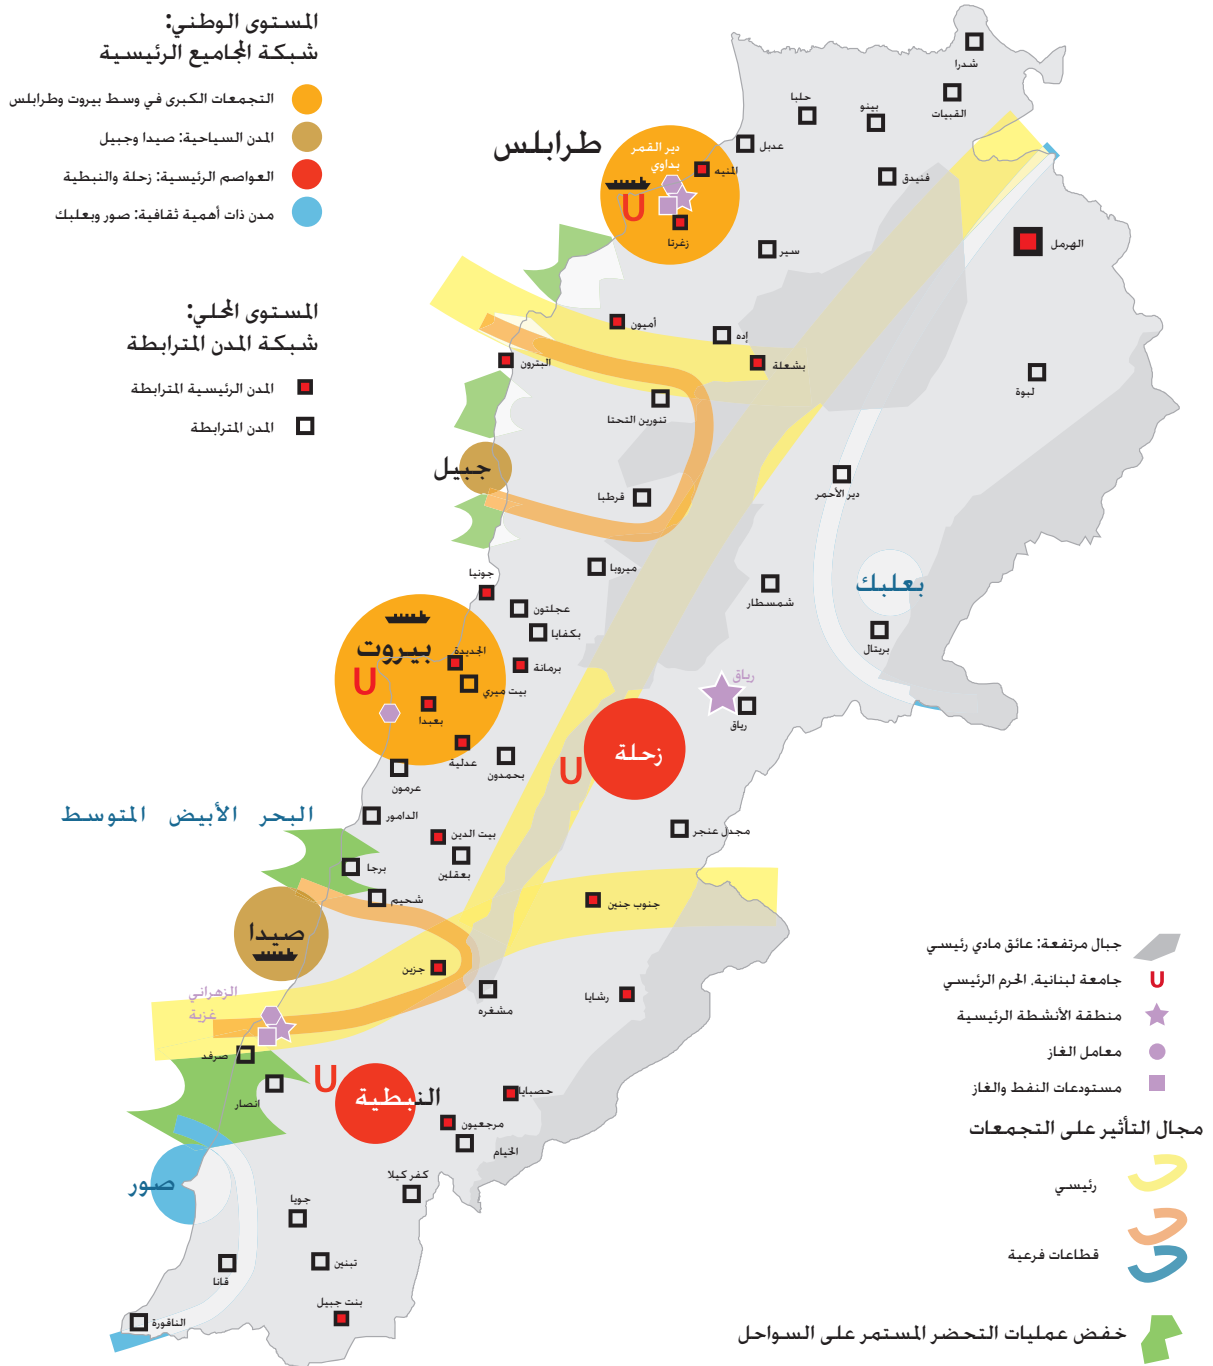 المستوى الوطني:
شبكة المجاميع الرئيسية
التجمعات الكبرى في وسط بيروت وطرابلس
المدن السياحية: صيدا وجبيل
العواصم الرئيسية: زحلة والنبطية
مدن ذات أهمية ثقافية: صور وبعلبك
المستوى المحلي:
شبكة المدن المترابطة
المدن الرئيسية المترابطة
المدن المترابطة
شدرا
القبيات
حلبا
بينو
عدبل
فنيدق
طرابلس
دير القمر
بداوي
المنيه
U
زغرتا
سير
الهرمل
أميون
إده
البترون
بشعلة
لبوة
تنورين التحتا
جبيل
قرطبا
دير الأحمر
ميروبا
جونيا
عجلتون
شمسطار
بعلبك
بكفايا
بريتال
بيروت
الجديدة
برمانة
U
بيت ميري
رياق
رياق
بعبدا
عدلية
بحمدون
زحلة
U
عرمون
البحر الأبيض المتوسط
الدامور
بيت الدين
مجدل عنجر
بعقلين
برجا
شحيم
جنوب جنين
صيدا
جزين
مشغره
رشايا
الزهراني
غزية
صرفد
انصار
U
النبطية
حصبايا
مرجعيون
الخيام
صور
كفر كيلا
جويا
تبنين
قانا
بنت جبيل
الناقورة
جبال مرتفعة: عائق مادي رئيسي
جامعة لبنانية، الحرم الرئيسي
U
منطقة الأنشطة الرئيسية
معامل الغاز
مستودعات النفط والغاز
مجال التأثير على التجمعات
رئيسي
قطاعات فرعية
خفض عمليات التحضر المستمر على السواحل